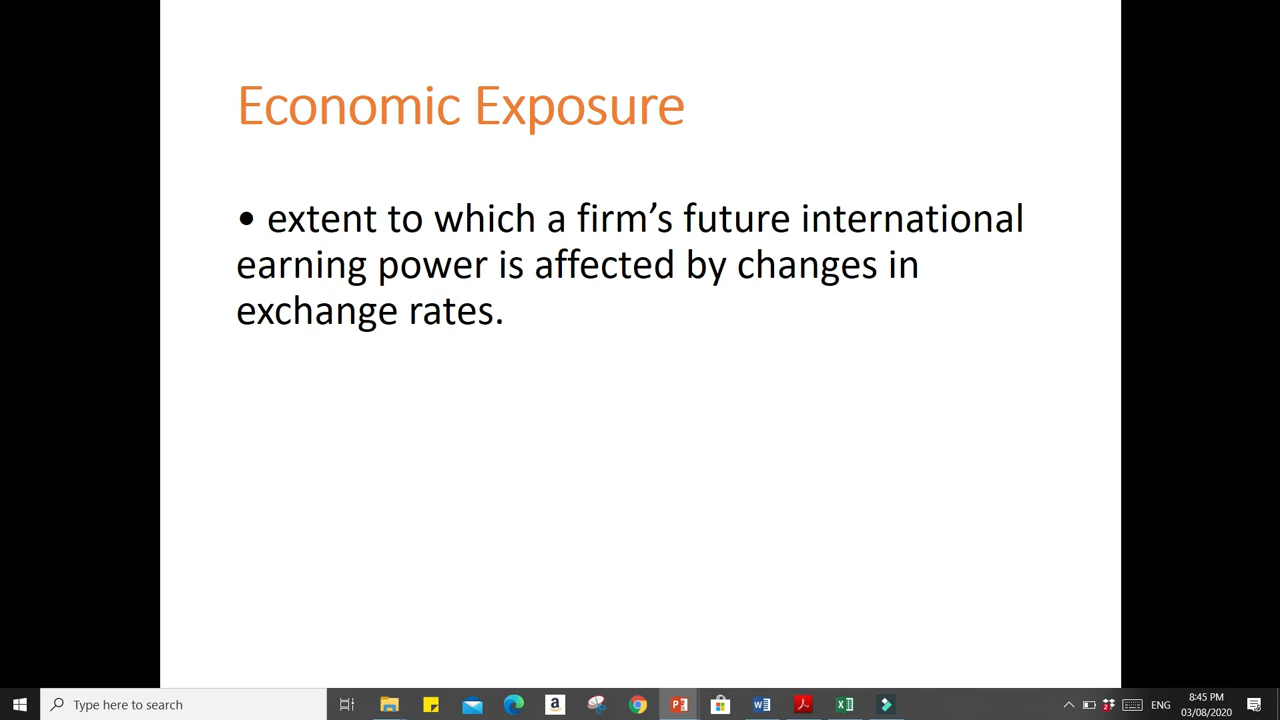 Economic Exposure
• extent to which a firm’s future international
earning power is affected by changes in
exchange rates.
Type here to search
ENG
8:45 PM
03/08/2020